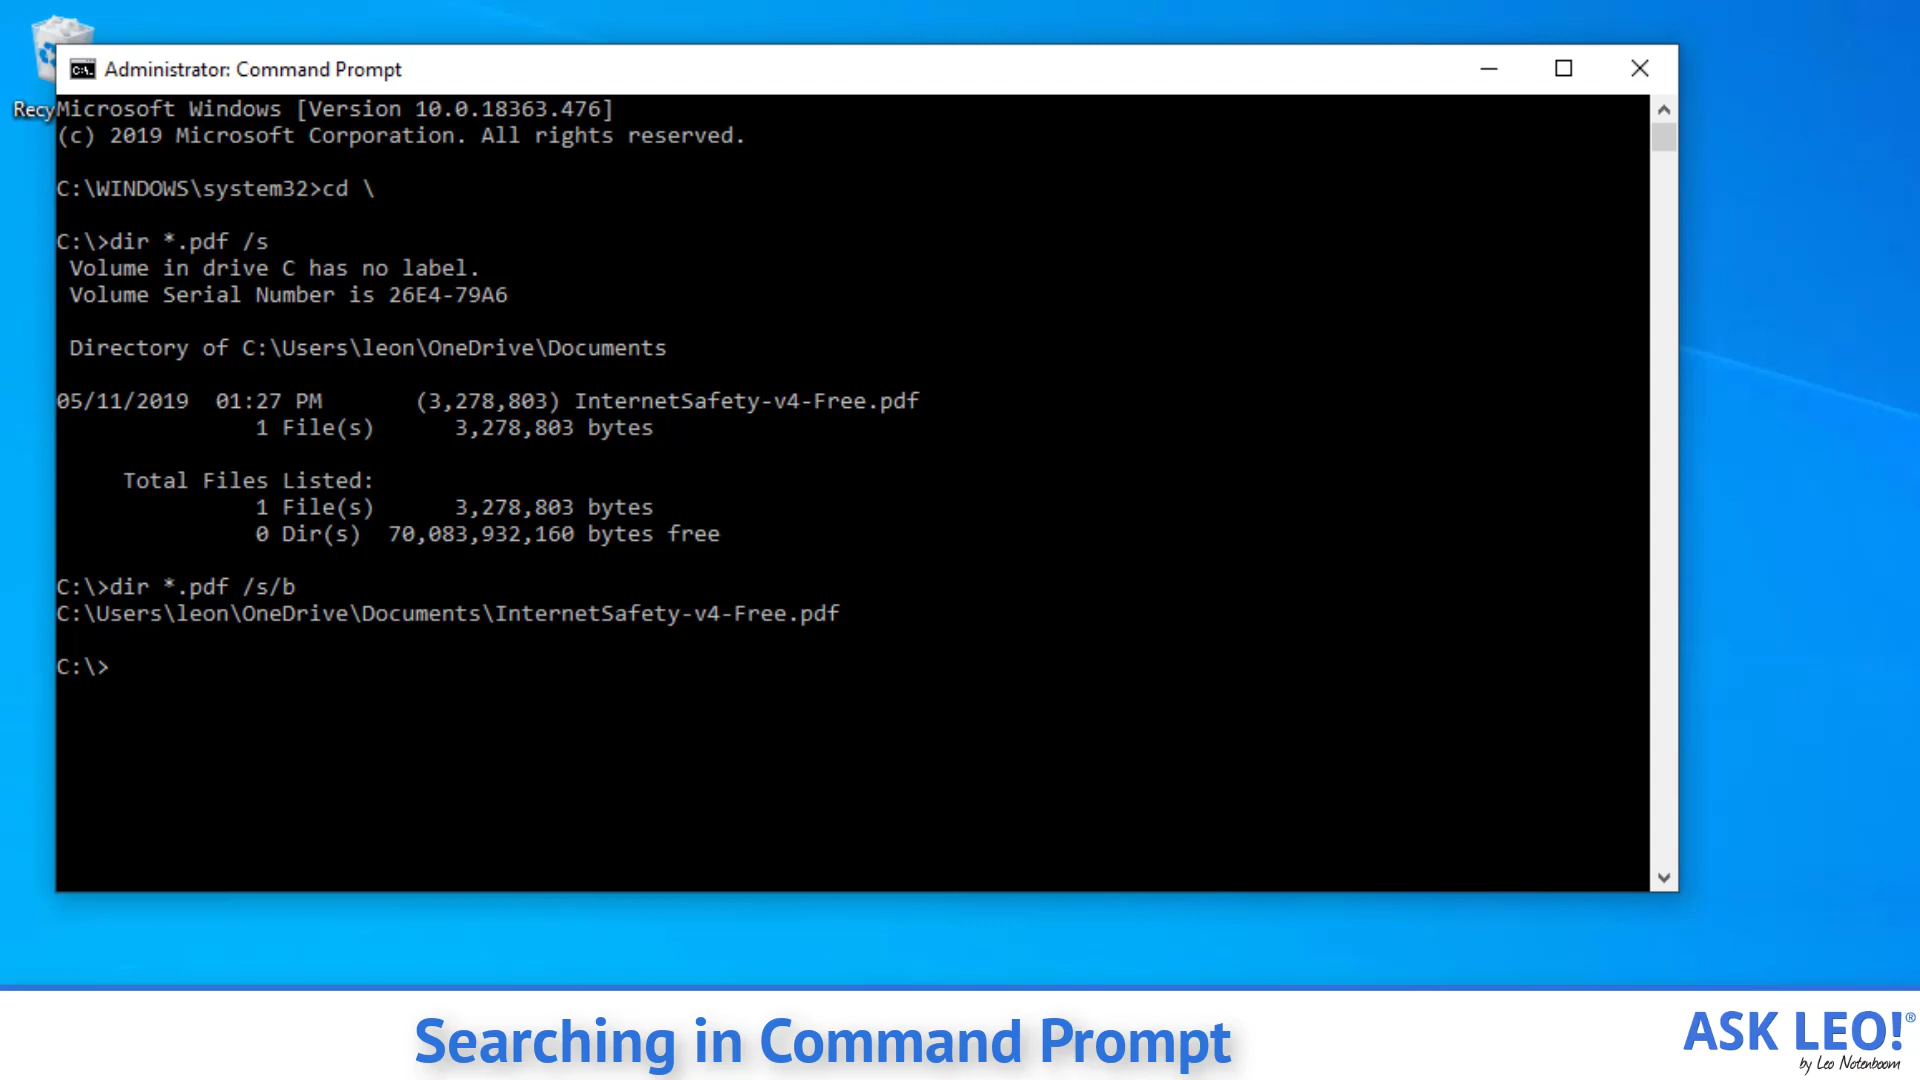 Recy
Administrator: Command Prompt
Microsoft Windows [Version 10.0.18363.476]
(c) 2019 Microsoft Corporation. All rights reserved.
C:\WINDOWS\system32>cd \
C:\>dir *.pdf /s
Volume in drive C has no label.
Volume Serial Number is 26E4-79A6
Directory of C:\Users\leon\OneDrive\Documents
05/11/2019  01:27 PM       (3,278,803) InternetSafety-v4-Free.pdf
1 File(s)      3,278,803 bytes
Total Files Listed:
1 File(s)      3,278,803 bytes
0 Dir(s)  70,083,932,160 bytes free
C:\>dir *.pdf /s/b
C:\Users\leon\OneDrive\Documents\InternetSafety-v4-Free.pdf
C:\>
Searching in Command Prompt
ASK LEO!®
by Leo Notenboom